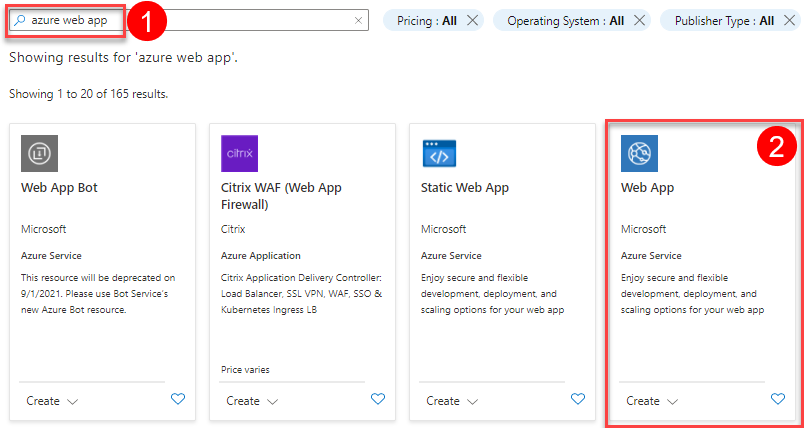 azure web app
1
Pricing : All
Operating System : All
Publisher Type : All
Showing results for 'azure web app'.
Showing 1 to 20 of 165 results.
Web App Bot
Microsoft
Azure Service
This resource will be deprecated on
9/1/2021. Please use Bot Service's
new Azure Bot resource.
Create
citrix
Citrix WAF (Web App
Firewall)
Citrix
Azure Application
Citrix Application Delivery Controller:
Load Balancer, SSL VPN, WAF, SSO &
Kubernetes Ingress LB
Price varies
Create
Static Web App
Microsoft
Azure Service
Enjoy secure and flexible
development, deployment, and
scaling options for your web app
Create
2
Web App
Microsoft
Azure Service
Enjoy secure and flexible
development, deployment, and
scaling options for your web app
Create